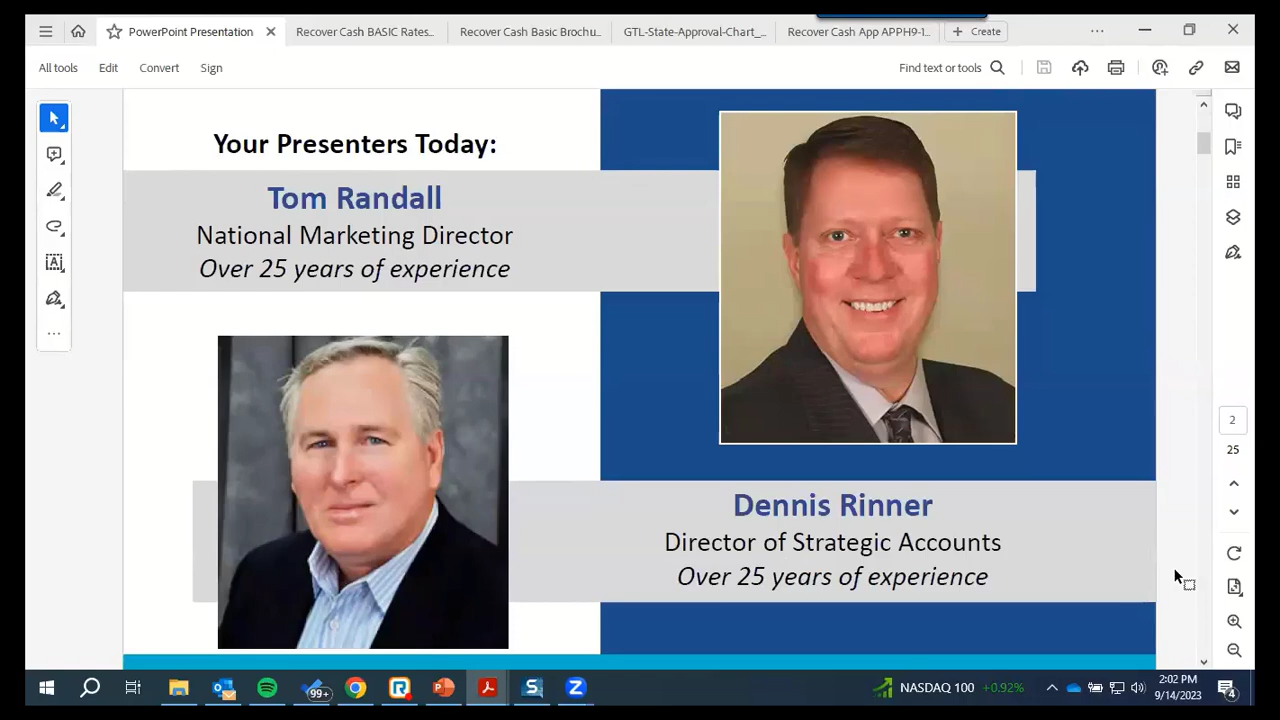 PowerPoint Presentation
Recover Cash BASIC Rates...
Recover Cash Basic Brochu...
GTL-State-Approval-Chart_...
Recover Cash App APPH9-1...
Create
All tools
Edit
Convert
Sign
Find text or tools
Your Presenters Today:
Tom Randall
National Marketing Director
Over 25 years of experience
Dennis Rinner
Director of Strategic Accounts
Over 25 years of experience
2
25
99+
NASDAQ 100 +0.92%
2:02 PM
9/14/2023
4